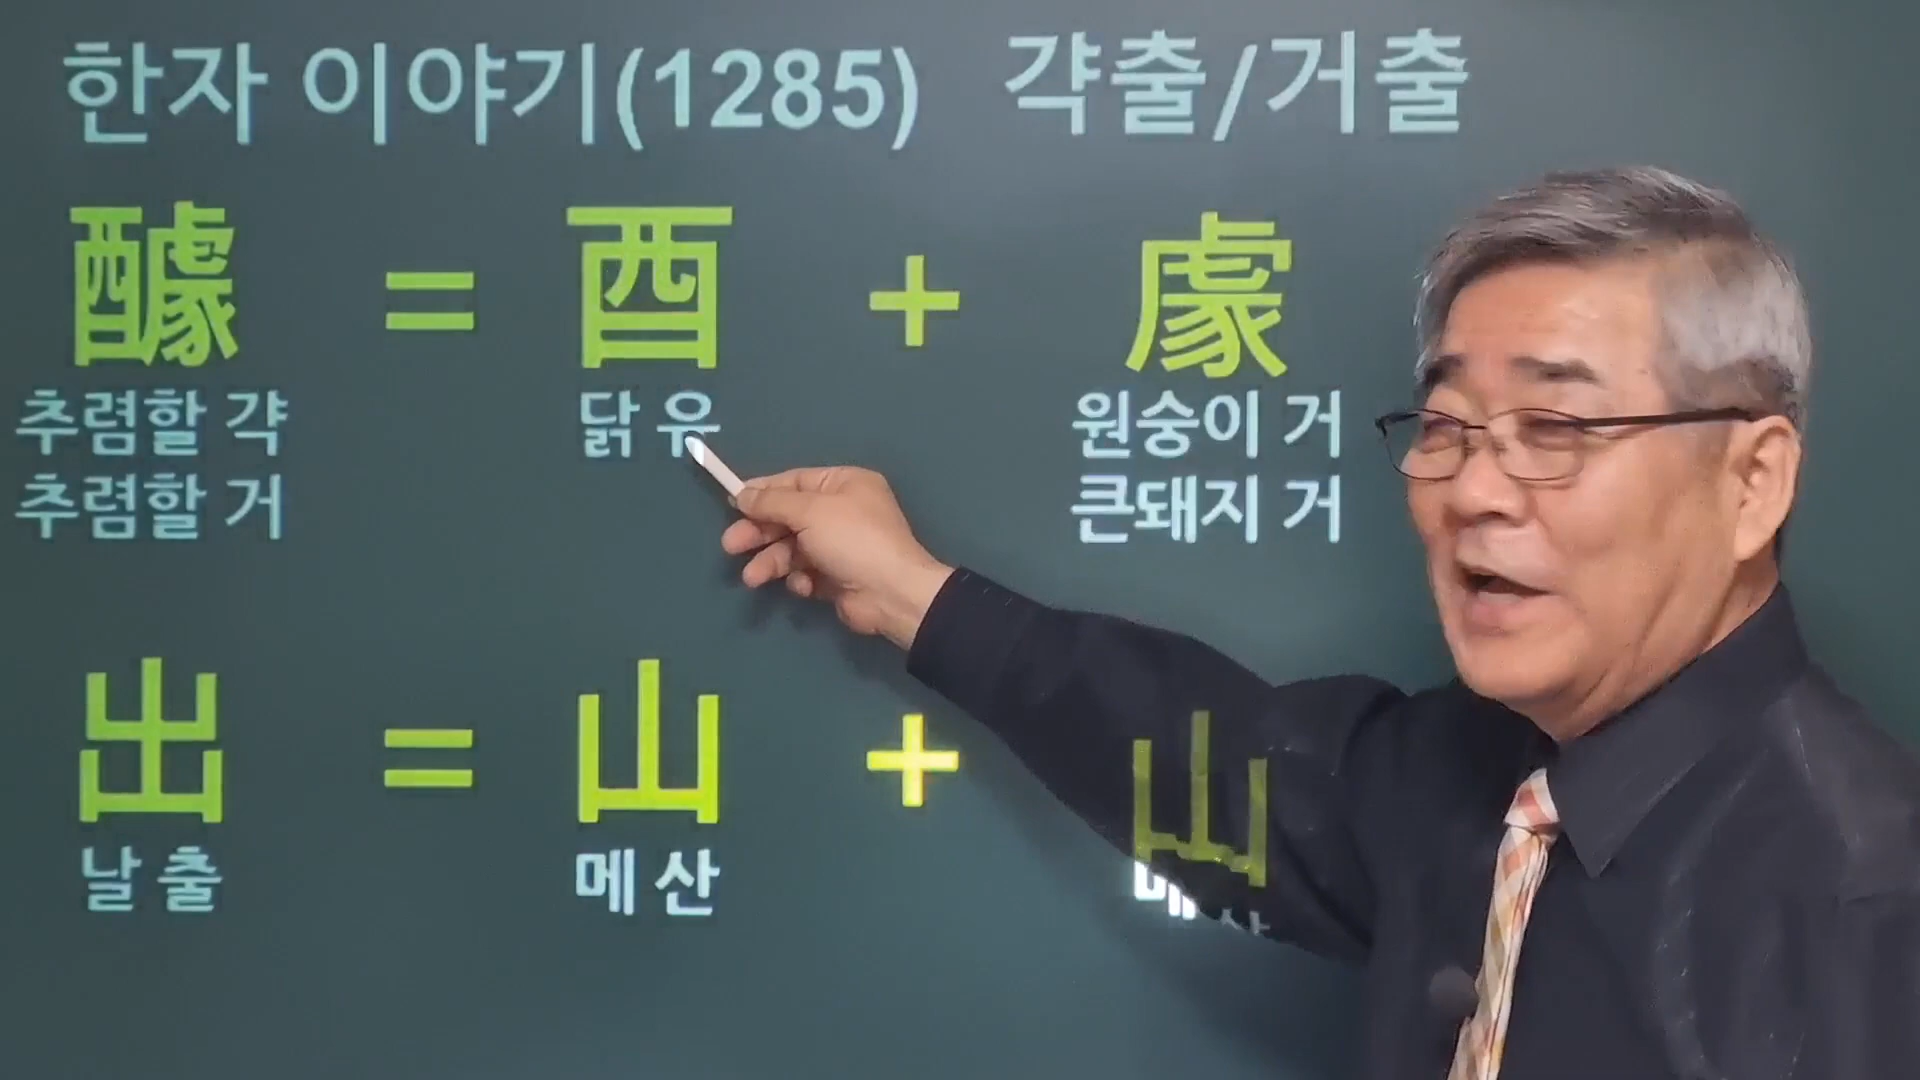 한자 이야기(1285) 갹출/거출
醵 = 酉 + 豦
추렴할 갹 닭 유 원숭이 거
추렴할 거 큰돼지 거
出 = 山 + 山
날 출 메 산 메 산